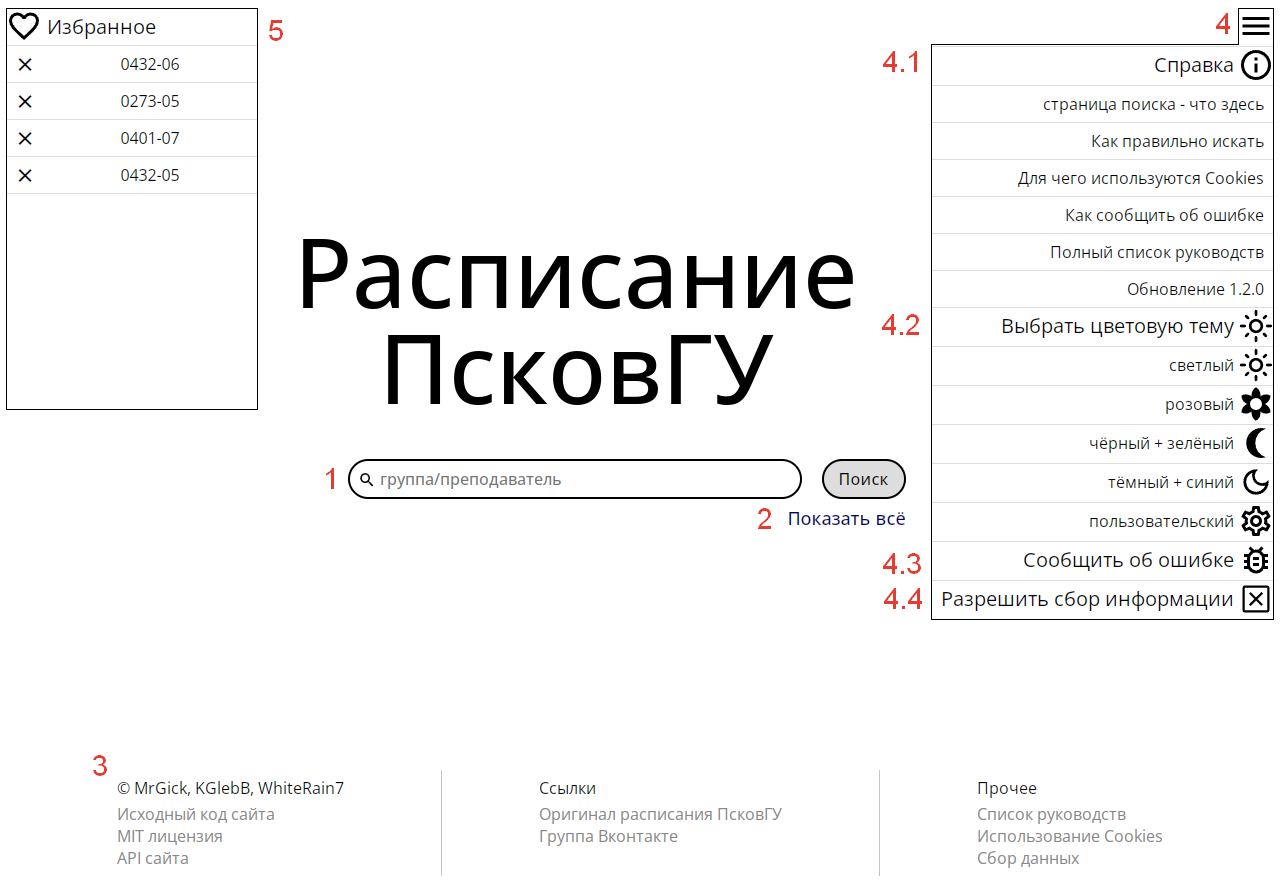 Избранное
5
0432-06
0273-05
0401-07
0432-05
4
4.1
Справка
страница поиска - что здесь
Как правильно искать
Для чего используются Cookies
Как сообщить об ошибке
Полный список руководств
Обновление 1.2.0
4.2
Выбрать цветовую тему
светлый
розовый
чёрный + зелёный
тёмный + синий
пользовательский
4.3
Сообщить об ошибке
4.4
Разрешить сбор информации
Расписание
ПсковГУ
1
группа/преподаватель
Поиск
2
Показать всё
3
© MrGick, KGlebB, WhiteRain7
Исходный код сайта
MIT лицензия
API сайта
Ссылки
Оригинал расписания ПсковГУ
Группа Вконтакте
Прочее
Список руководств
Использование Cookies
Сбор данных